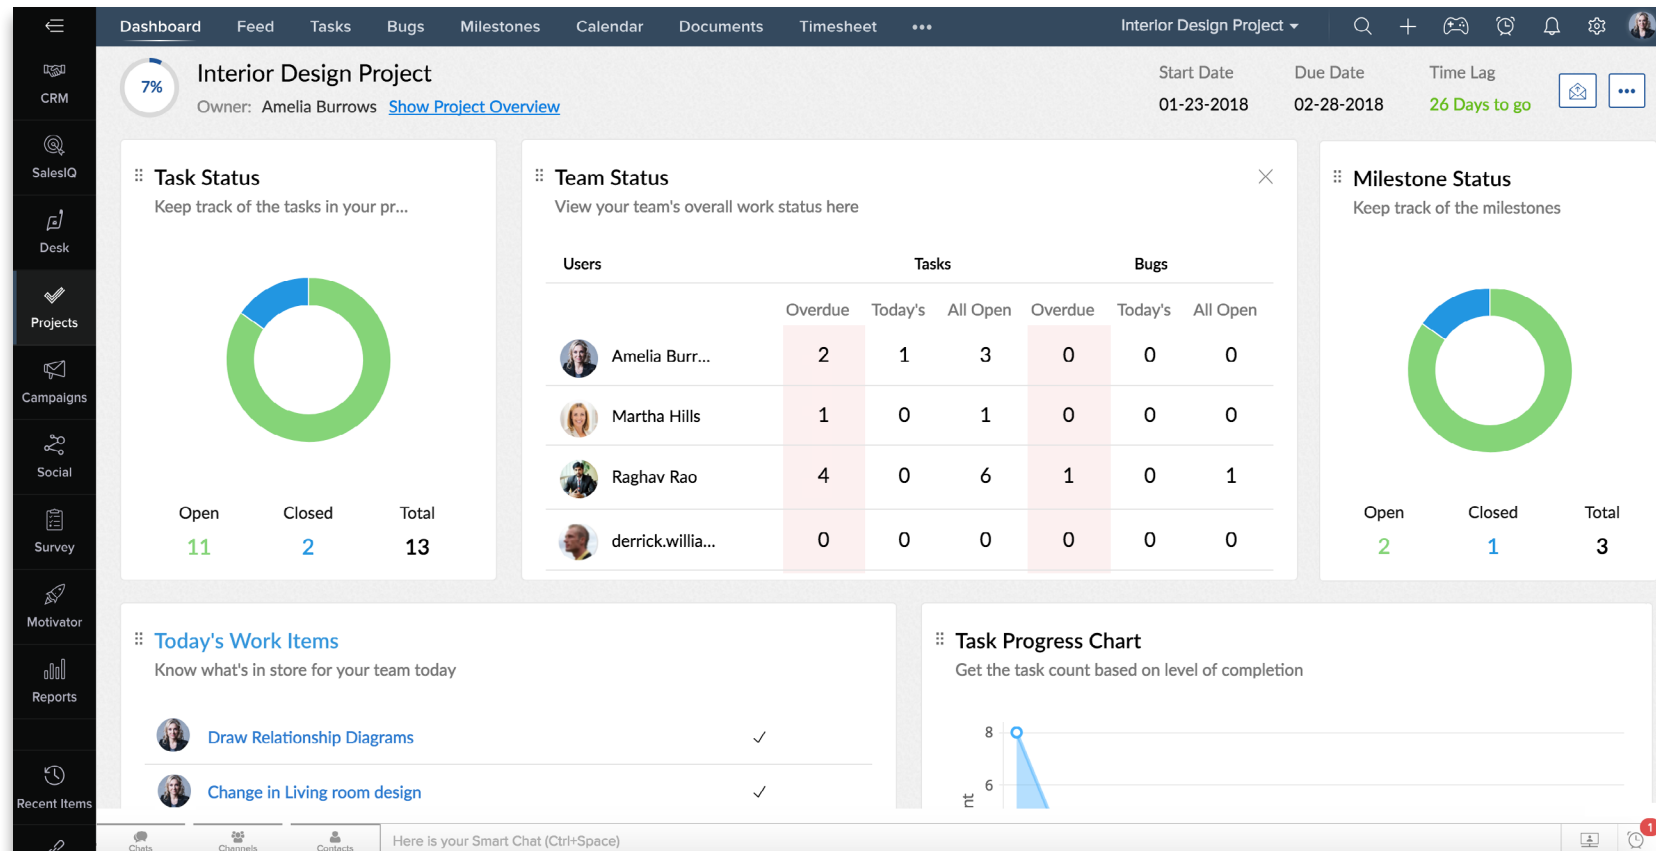 Dashboard Feed Tasks Bugs Milestones Calendar Documents Timesheet ••• Interior Design Project
CRM
SalesIQ
Desk
Projects
Campaigns
Social
Survey
Motivator
Reports
Recent Items
7%
Interior Design Project
Owner: Amelia Burrows Show Project Overview
Start Date Due Date Time Lag
01-23-2018 02-28-2018 26 Days to go
Task Status
Keep track of the tasks in your pr...
Open Closed Total
11 2 13
Team Status
View your team's overall work status here
Users Tasks Bugs
Overdue Today's All Open Overdue Today's All Open
Amelia Burr... 2 1 3 0 0 0
Martha Hills 1 0 1 0 0 0
Raghav Rao 4 0 6 1 0 1
derrick.willia... 0 0 0 0 0 0
Milestone Status
Keep track of the milestones
Open Closed Total
2 1 3
Today's Work Items
Know what's in store for your team today
Draw Relationship Diagrams
Change in Living room design
Task Progress Chart
Get the task count based on level of completion
8
6
Chats Channels Contacts Here is your Smart Chat (Ctrl+Space)
1